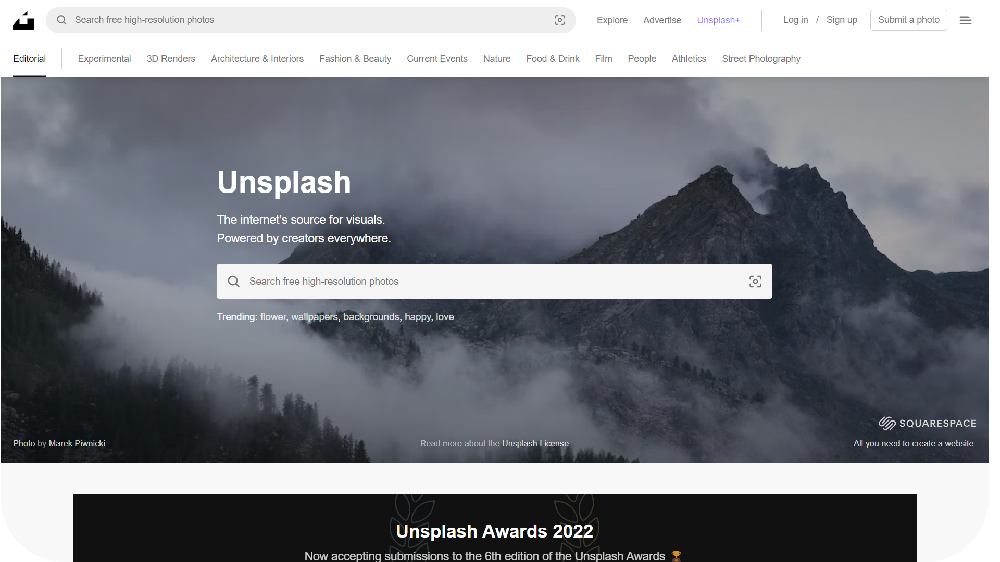 Search free high-resolution photos
Explore
Advertise
Unsplash+
Log in / Sign up
Submit a photo
Editorial
Experimental
3D Renders
Architecture & Interiors
Fashion & Beauty
Current Events
Nature
Food & Drink
Film
People
Athletics
Street Photography
Unsplash
The internet’s source for visuals.
Powered by creators everywhere.
Search free high-resolution photos
Trending: flower, wallpapers, backgrounds, happy, love
SQUARESPACE
Photo by Marek Piwnicki
Read more about the Unsplash License
All you need to create a website.
Unsplash Awards 2022
Now accepting submissions to the 6th edition of the Unsplash Awards 🏆